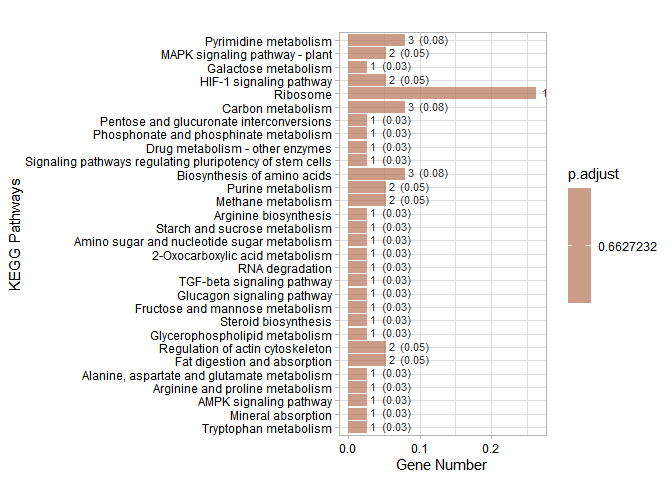 Pyrimidine metabolism 3 (0.08)
MAPK signaling pathway - plant 2 (0.05)
Galactose metabolism 1 (0.03)
HIF-1 signaling pathway 2 (0.05)
Ribosome 1
Carbon metabolism 3 (0.08)
Pentose and glucuronate interconversions 1 (0.03)
Phosphonate and phosphinate metabolism 1 (0.03)
Drug metabolism - other enzymes 1 (0.03)
Signaling pathways regulating pluripotency of stem cells 1 (0.03)
Biosynthesis of amino acids 3 (0.08)
Purine metabolism 2 (0.05)
Methane metabolism 2 (0.05)
Arginine biosynthesis 1 (0.03)
Starch and sucrose metabolism 1 (0.03)
Amino sugar and nucleotide sugar metabolism 1 (0.03)
2-Oxocarboxylic acid metabolism 1 (0.03)
RNA degradation 1 (0.03)
TGF-beta signaling pathway 1 (0.03)
Glucagon signaling pathway 1 (0.03)
Fructose and mannose metabolism 1 (0.03)
Steroid biosynthesis 1 (0.03)
Glycerophospholipid metabolism 1 (0.03)
Regulation of actin cytoskeleton 2 (0.05)
Fat digestion and absorption 2 (0.05)
Alanine, aspartate and glutamate metabolism 1 (0.03)
Arginine and proline metabolism 1 (0.03)
AMPK signaling pathway 1 (0.03)
Mineral absorption 1 (0.03)
Tryptophan metabolism 1 (0.03)
0.0 0.1 0.2
Gene Number
KEGG Pathways
p.adjust
0.6627232